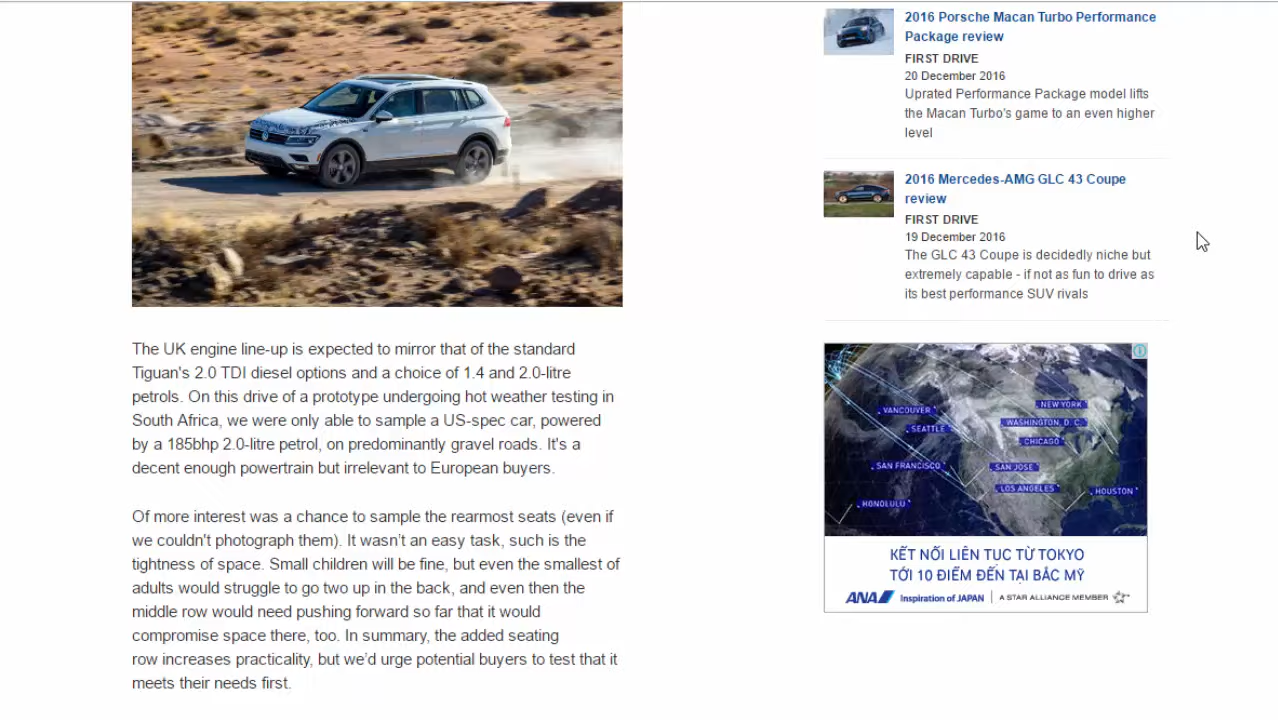 The UK engine line-up is expected to mirror that of the standard
Tiguan's 2.0 TDI diesel options and a choice of 1.4 and 2.0-litre
petrols. On this drive of a prototype undergoing hot weather testing in
South Africa, we were only able to sample a US-spec car, powered
by a 185bhp 2.0-litre petrol, on predominantly gravel roads. It's a
decent enough powertrain but irrelevant to European buyers.
Of more interest was a chance to sample the rearmost seats (even if
we couldn't photograph them). It wasn’t an easy task, such is the
tightness of space. Small children will be fine, but even the smallest of
adults would struggle to go two up in the back, and even then the
middle row would need pushing forward so far that it would
compromise space there, too. In summary, the added seating
row increases practicality, but we’d urge potential buyers to test that it
meets their needs first.
2016 Porsche Macan Turbo Performance
Package review
FIRST DRIVE
20 December 2016
Uprated Performance Package model lifts
the Macan Turbo's game to an even higher
level
2016 Mercedes-AMG GLC 43 Coupe
review
FIRST DRIVE
19 December 2016
The GLC 43 Coupe is decidedly niche but
extremely capable - if not as fun to drive as
its best performance SUV rivals
VANCOUVER
NEW YORK
SEATTLE
WASHINGTON, D.C.
CHICAGO
SAN FRANCISCO
SAN JOSE
LOS ANGELES
HOUSTON
HONOLULU
KẾT NỐI LIÊN TỤC TỪ TOKYO
TỚI 10 ĐIỂM ĐẾN TẠI BẮC MỸ
ANA Inspiration of JAPAN | A STAR ALLIANCE MEMBER